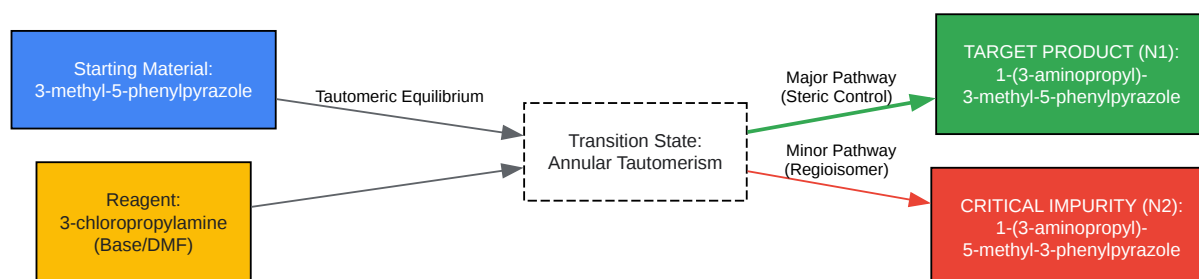 Starting Material:
3-methyl-5-phenylpyrazole
Reagent:
3-chloropropylamine
(Base/DMF)
Tautomeric Equilibrium
Transition State:
Annular Tautomerism
Major Pathway
(Steric Control)
Minor Pathway
(Regioisomer)
TARGET PRODUCT (N1):
1-(3-aminopropyl)-
3-methyl-5-phenylpyrazole
CRITICAL IMPURITY (N2):
1-(3-aminopropyl)-
5-methyl-3-phenylpyrazole